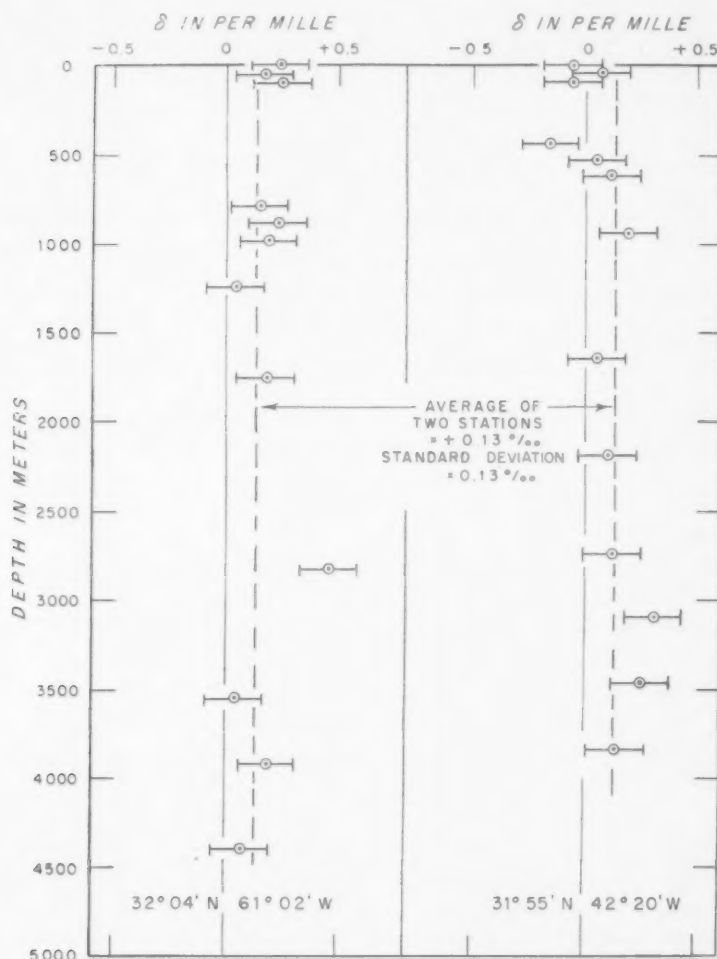 δ IN PER MILLE δ IN PER MILLE
-0.5 0 +0.5 -0.5 0 +0.5
0
500
1000
1500
2000
2500
3000
3500
4000
4500
5000
DEPTH IN METERS
AVERAGE OF
TWO STATIONS
= + 0.13 °/oo
STANDARD DEVIATION
= 0.13 °/oo
32° 04' N 61° 02' W 31° 55' N 42° 20' W